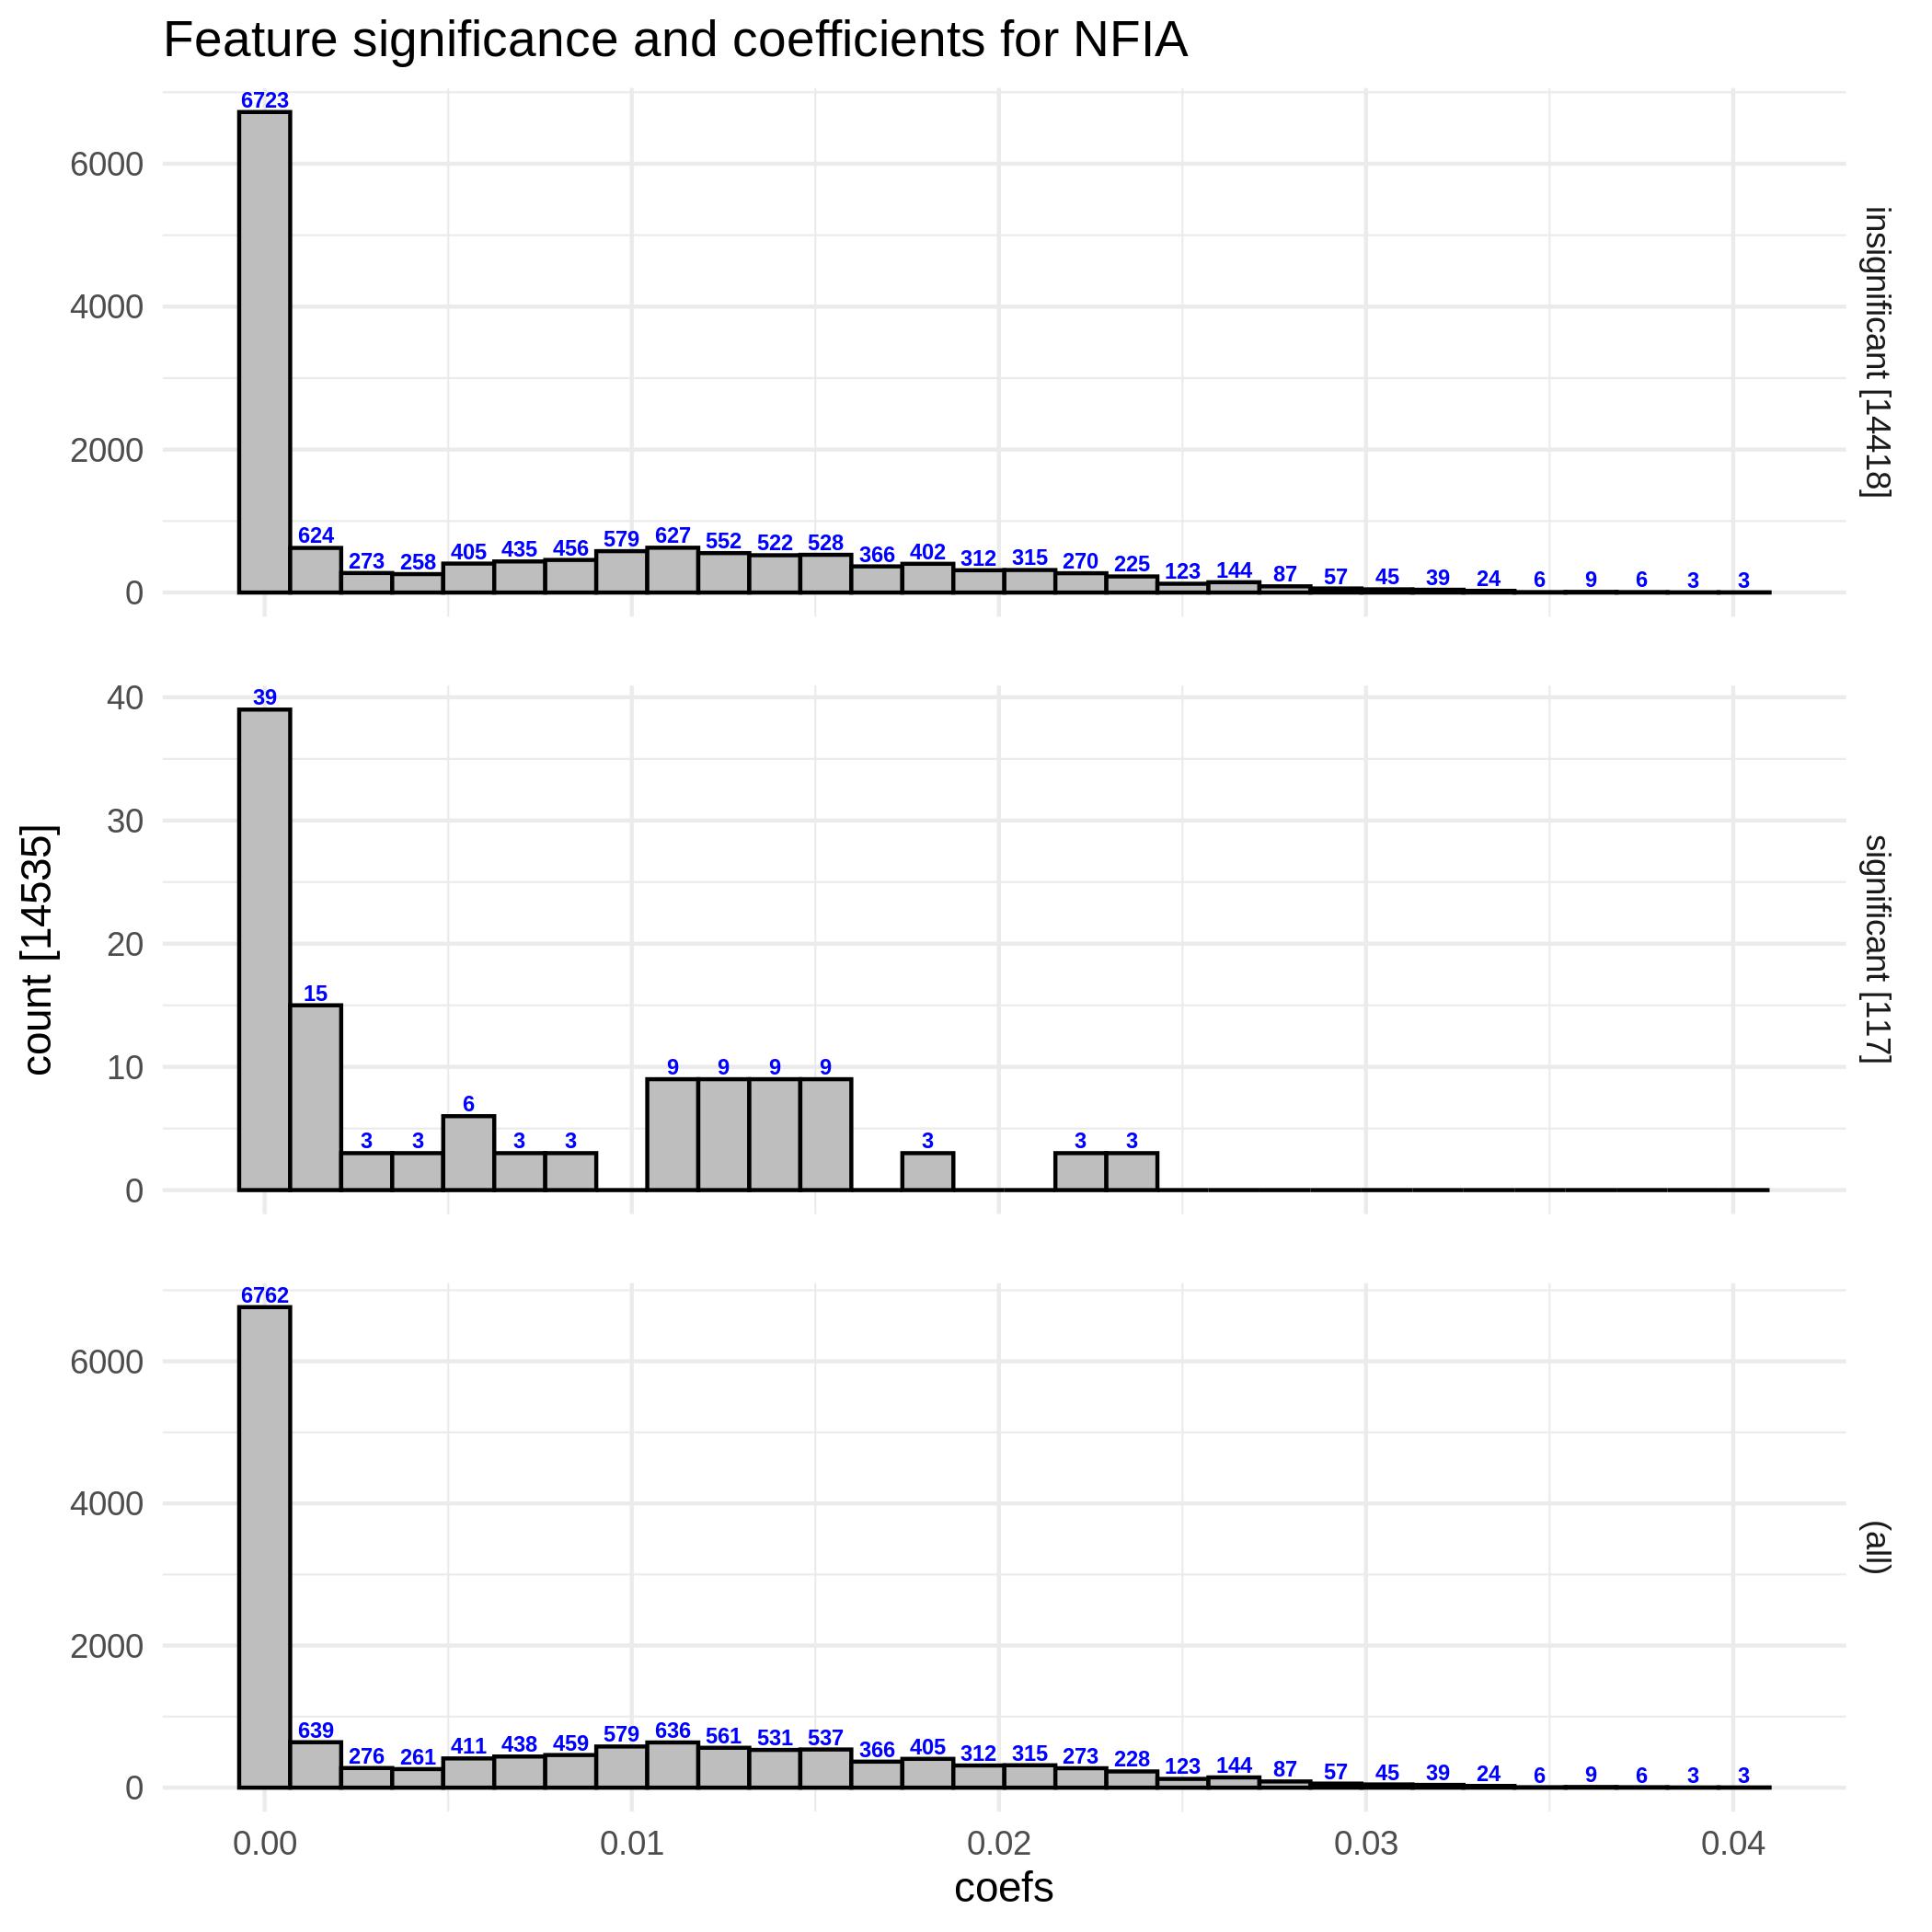 Feature significance and coefficients for NFIA
6723
6000
4000
2000
0
624 273 258 405 435 456 579 627 552 522 528 366 402 312 315 270 225 123 144 87 57 45 39 24 6 9 6 3 3
insignificant [14418]
count [14535]
40
30
20
10
0
39 15 3 3 6 3 3 9 9 9 9 3 3 3
significant [117]
6762
6000
4000
2000
0
639 276 261 411 438 459 579 636 561 531 537 366 405 312 315 273 228 123 144 87 57 45 39 24 6 9 6 3 3
(all)
0.00 0.01 0.02 0.03 0.04
coefs